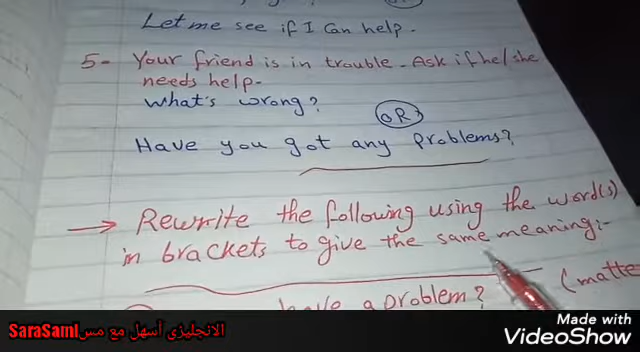 Let me see if I Can help.
5- Your friend is in trouble. Ask if he/she
needs help.
What's wrong?
OR
Have you got any problems?
→ Rewrite the following using the word(s)
in brackets to give the same meaning:-
(matte
have a problem?
الانجليزي أسهل مع مس SaraSami
Made with
VideoShow